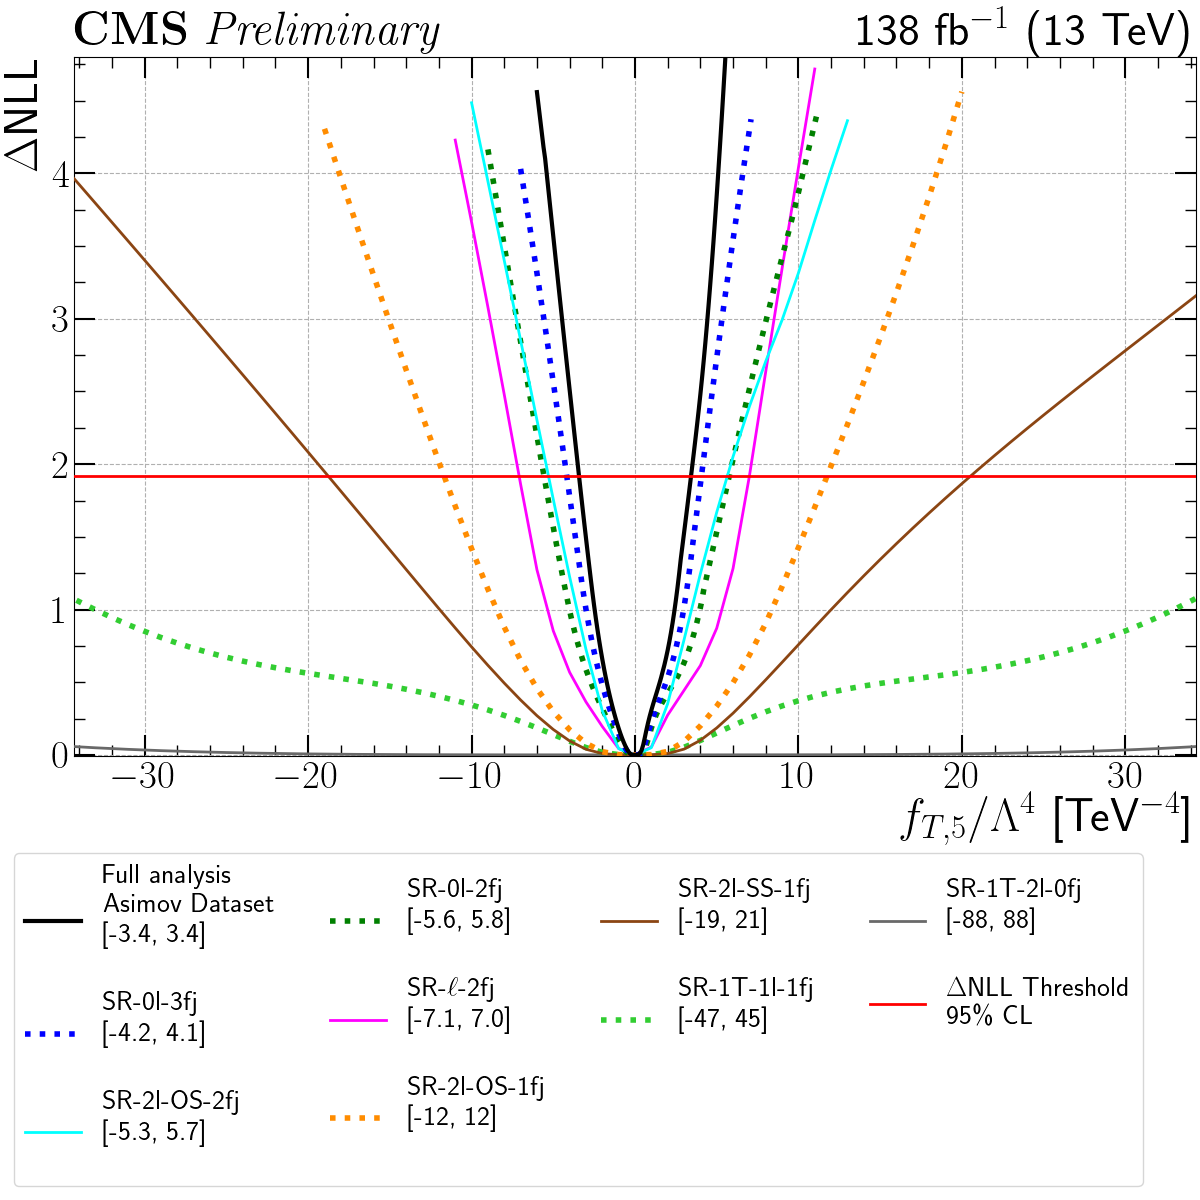 CMS Preliminary 138 fb⁻¹ (13 TeV)
ΔNLL
4
3
2
1
0
−30 −20 −10 0 10 20 30
f_{T,5}/Λ⁴ [TeV⁻⁴]
Full analysis
Asimov Dataset
[-3.4, 3.4]
SR-0l-3fj
[-4.2, 4.1]
SR-2l-OS-2fj
[-5.3, 5.7]
SR-0l-2fj
[-5.6, 5.8]
SR-ℓ-2fj
[-7.1, 7.0]
SR-2l-OS-1fj
[-12, 12]
SR-2l-SS-1fj
[-19, 21]
SR-1T-1l-1fj
[-47, 45]
SR-1T-2l-0fj
[-88, 88]
ΔNLL Threshold
95% CL